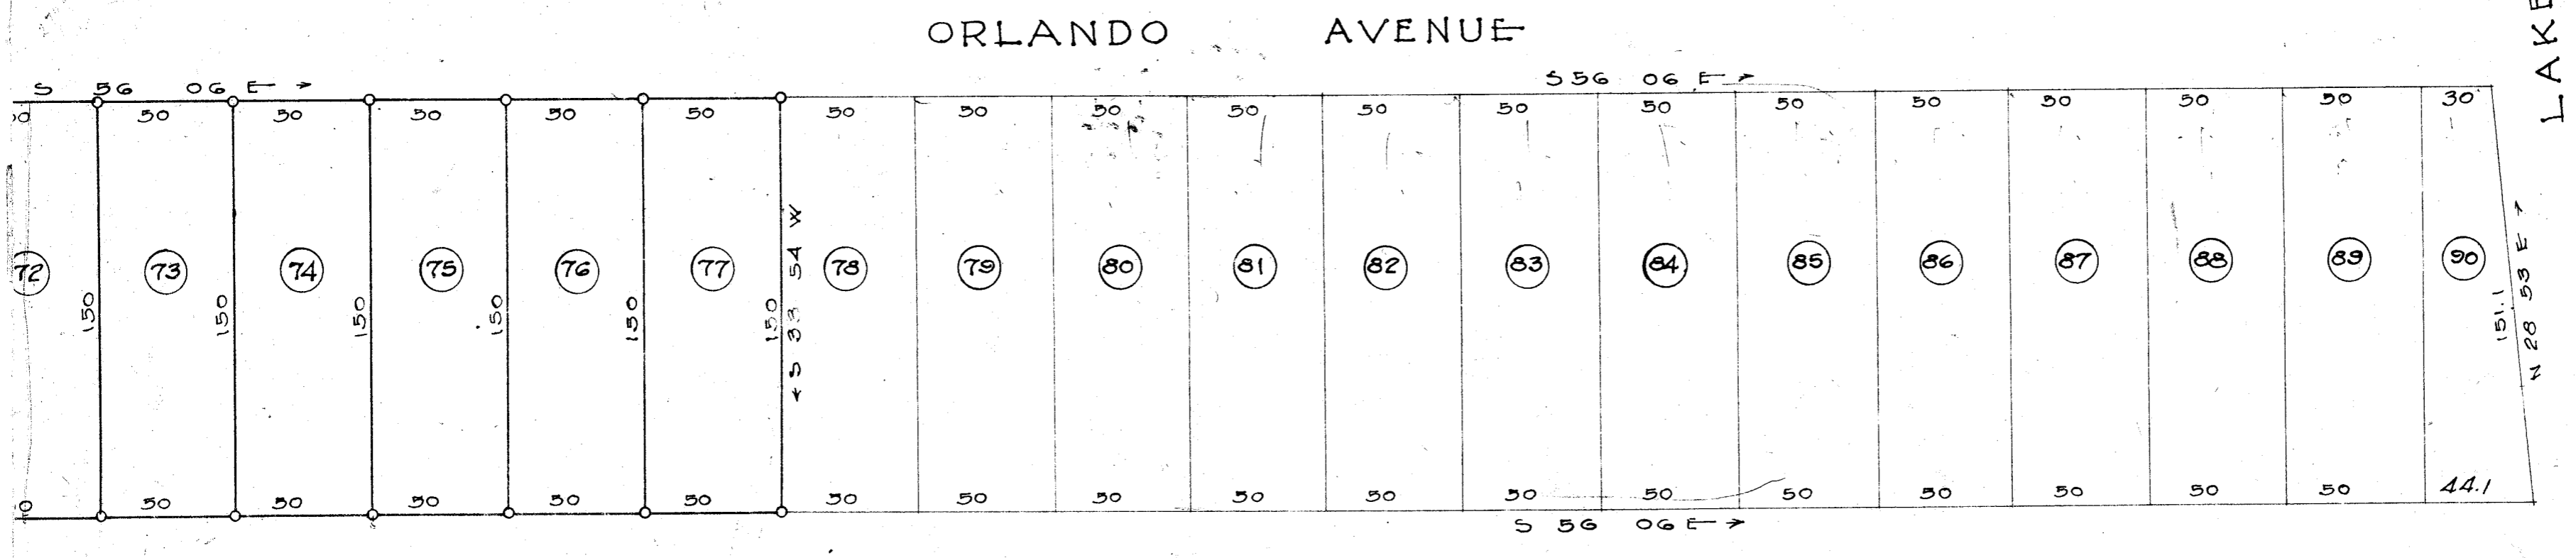 ORLANDO AVENUE
LAKE
S 56 06 E →
S 56 06 E →
50 50 50 50 50 50 50 50 50 50 50 50 50 50 50 50 50 30
72 73 74 75 76 77 78 79 80 81 82 83 84 85 86 87 88 89 90
150 150 150 150 150 150
← S 33 54 W
151.1
N 28 53 E →
0 50 50 50 50 50 50 50 50 50 50 50 50 50 50 50 50 50 44.1
S 56 06 E →